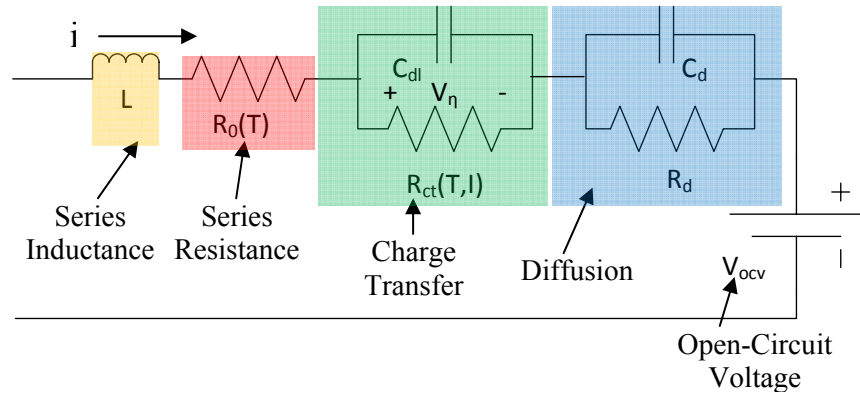 i
L
R₀(T)
C_dl
+ V_η -
R_ct(T,I)
C_d
R_d
Series
Inductance
Series
Resistance
Charge
Transfer
Diffusion
+
V_ocv
-
Open-Circuit
Voltage